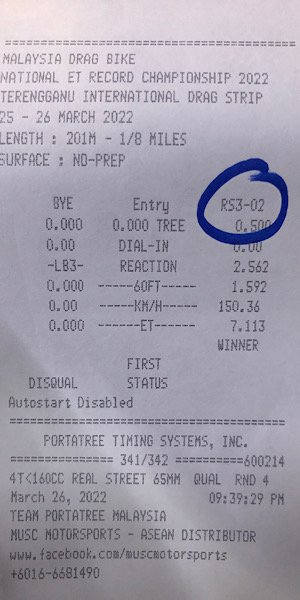 ==============================
MALAYSIA DRAG BIKE
NATIONAL ET RECORD CHAMPIONSHIP 2022
TERENGGANU INTERNATIONAL DRAG STRIP
25 - 26 MARCH 2022
LENGTH : 201M - 1/8 MILES
SURFACE : NO-PREP
BYE Entry RS3-02
0.000 0.000 TREE 0.500
0.00 DIAL-IN 0.00
-LB3- REACTION 2.562
0.000 ------60FT------ 1.592
0.00 ------KM/H------ 150.36
0.000 -------ET------- 7.113
WINNER
FIRST
DISQUAL STATUS
Autostart Disabled
==============================
PORTATREE TIMING SYSTEMS, INC.
============ 341/342 ==========600214
4T<160CC REAL STREET 65MM QUAL RND 4
March 26, 2022 09:39:29 PM
TEAM PORTATREE MALAYSIA
MUSC MOTORSPORTS - ASEAN DISTRIBUTOR
www.facebook.com/muscmotorsports
+6016-6681490